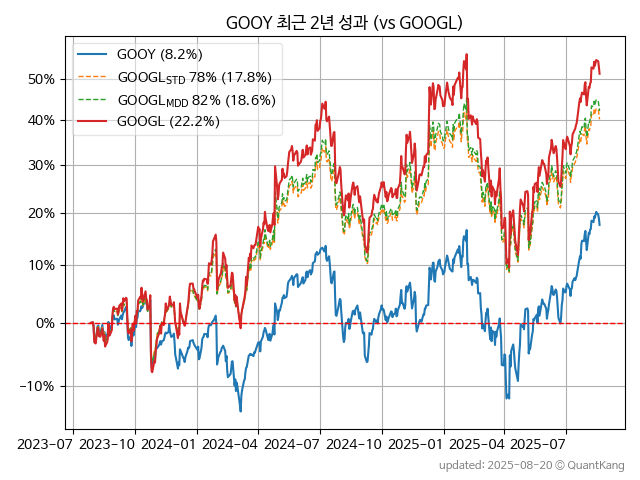 GOOY 최근 2년 성과 (vs GOOGL)
GOOY (8.2%)
GOOGL_STD 78% (17.8%)
GOOGL_MDD 82% (18.6%)
GOOGL (22.2%)
50%
40%
30%
20%
10%
0%
−10%
2023-07 2023-10 2024-01 2024-04 2024-07 2024-10 2025-01 2025-04 2025-07
updated: 2025-08-20 @ QuantKang